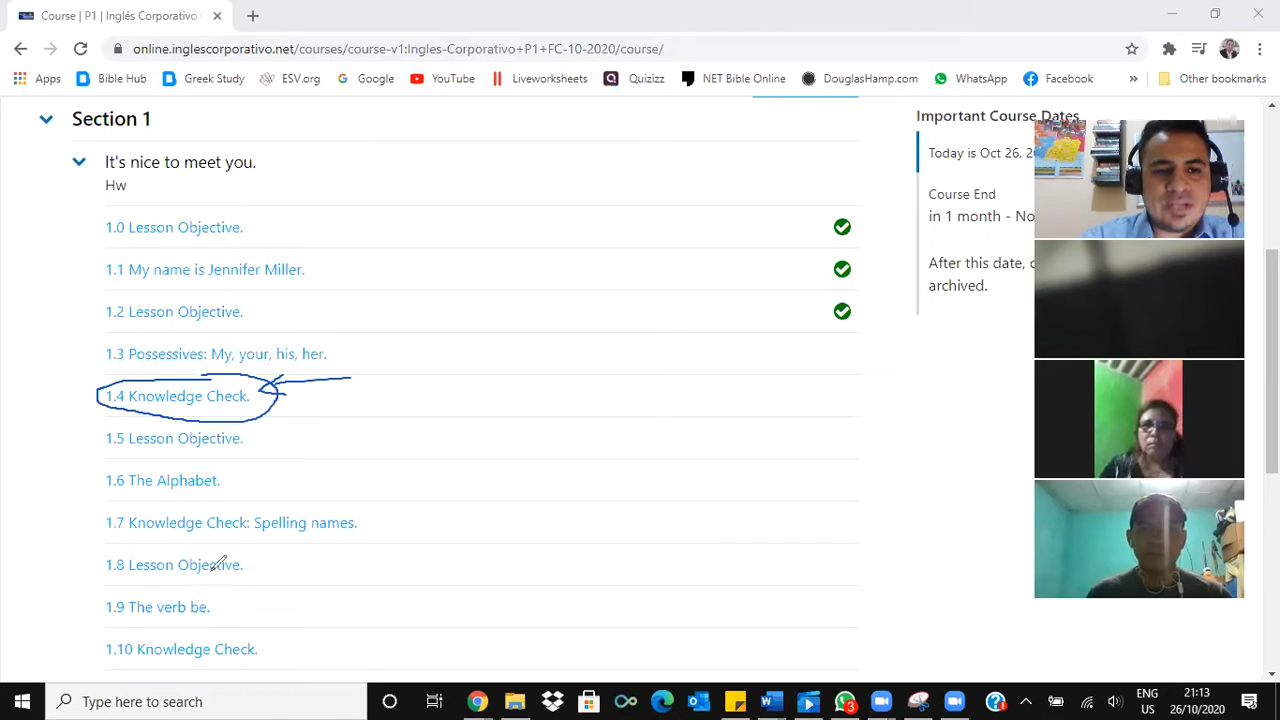 Course | P1 | Inglés Corporativo
online.inglescorporativo.net/courses/course-v1:Ingles-Corporativo+P1+FC-10-2020/course/
Apps Bible Hub Greek Study ESV.org Google YouTube Liveworksheets Quizizz NET Bible Online DouglasHamp.com WhatsApp Facebook » Other bookmarks
Section 1
It's nice to meet you.
Hw
1.0 Lesson Objective.
1.1 My name is Jennifer Miller.
1.2 Lesson Objective.
1.3 Possessives: My, your, his, her.
1.4 Knowledge Check.
1.5 Lesson Objective.
1.6 The Alphabet.
1.7 Knowledge Check: Spelling names.
1.8 Lesson Objective.
1.9 The verb be.
1.10 Knowledge Check.
Important Course Dates
Today is Oct 26, 2
Course End
in 1 month - No
After this date, c
archived.
Type here to search
3
ENG
US
21:13
26/10/2020